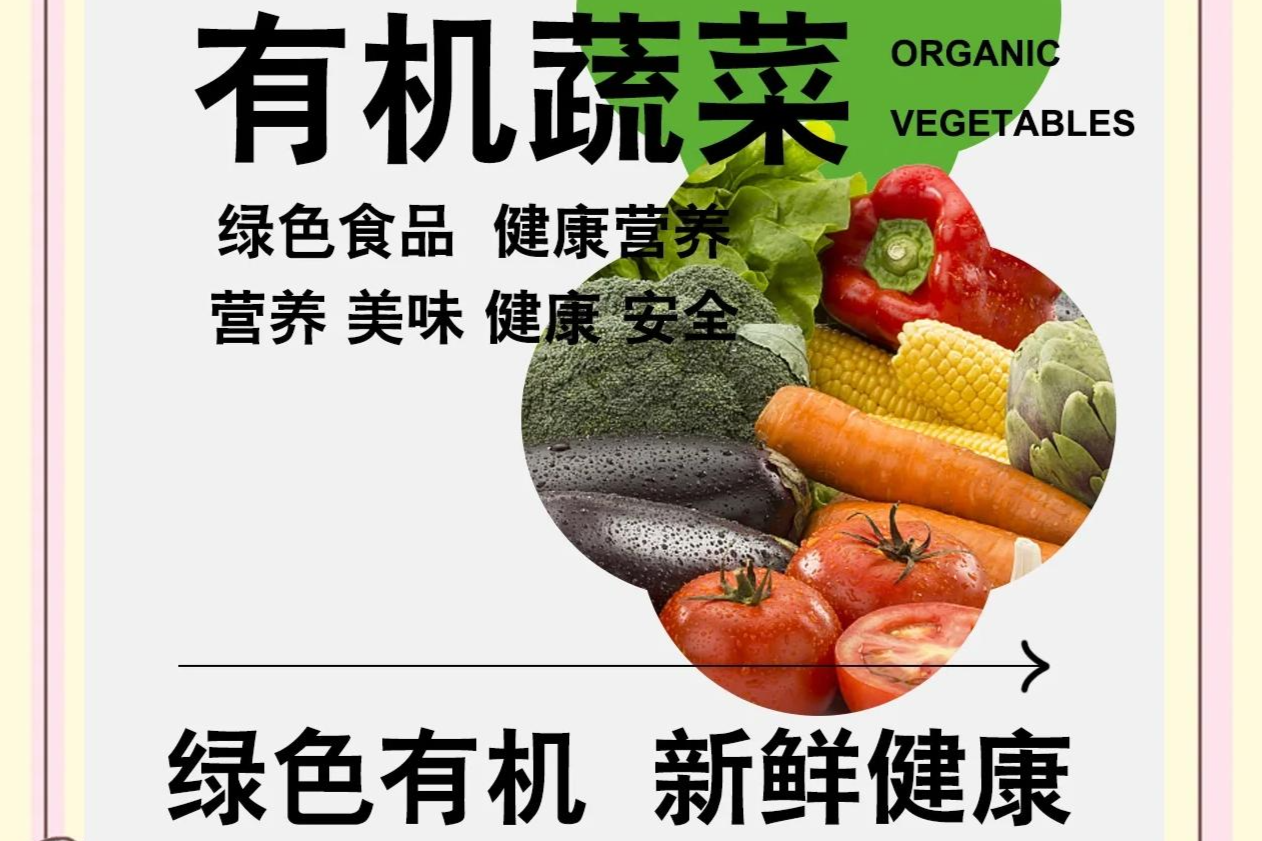 有机蔬菜
ORGANIC
VEGETABLES
绿色食品 健康营养
营养 美味 健康 安全
绿色有机 新鲜健康